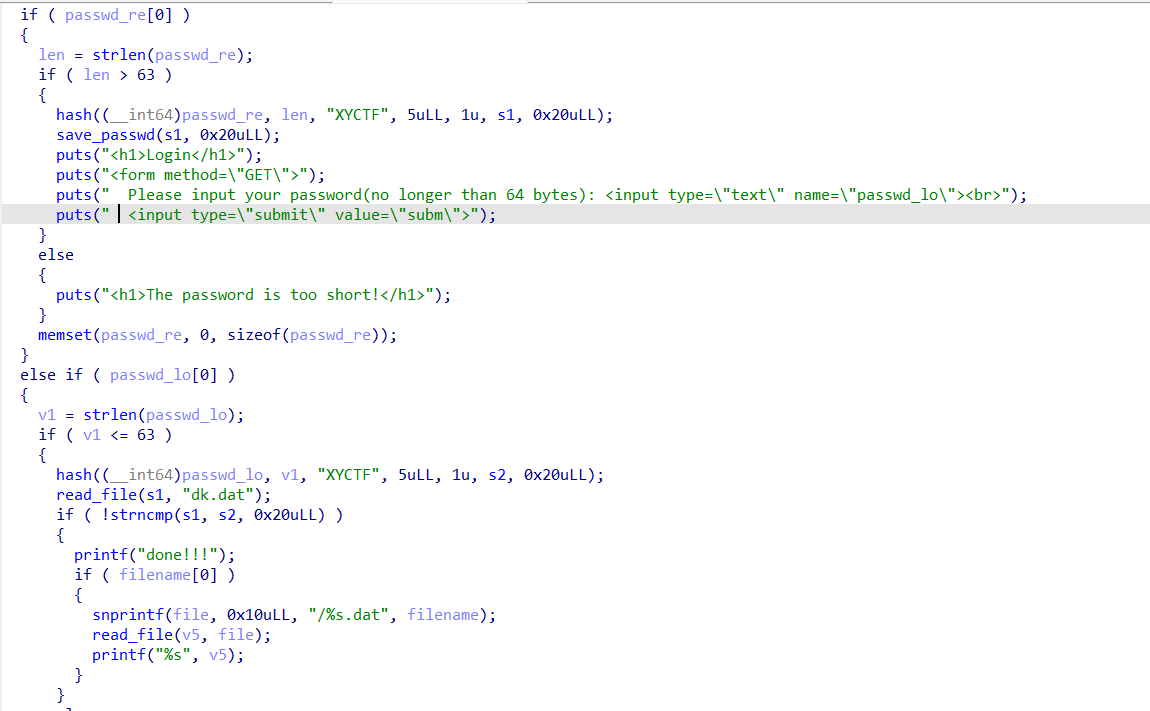 if ( passwd_re[0] )
{
len = strlen(passwd_re);
if ( len > 63 )
{
hash((__int64)passwd_re, len, "XYCTF", 5uLL, 1u, s1, 0x20uLL);
save_passwd(s1, 0x20uLL);
puts("<h1>Login</h1>");
puts("<form method=\"GET\">");
puts("  Please input your password(no longer than 64 bytes): <input type=\"text\" name=\"passwd_lo\"><br>");
puts("  <input type=\"submit\" value=\"subm\">");
}
else
{
puts("<h1>The password is too short!</h1>");
}
memset(passwd_re, 0, sizeof(passwd_re));
}
else if ( passwd_lo[0] )
{
v1 = strlen(passwd_lo);
if ( v1 <= 63 )
{
hash((__int64)passwd_lo, v1, "XYCTF", 5uLL, 1u, s2, 0x20uLL);
read_file(s1, "dk.dat");
if ( !strncmp(s1, s2, 0x20uLL) )
{
printf("done!!!");
if ( filename[0] )
{
snprintf(file, 0x10uLL, "/%s.dat", filename);
read_file(v5, file);
printf("%s", v5);
}
}